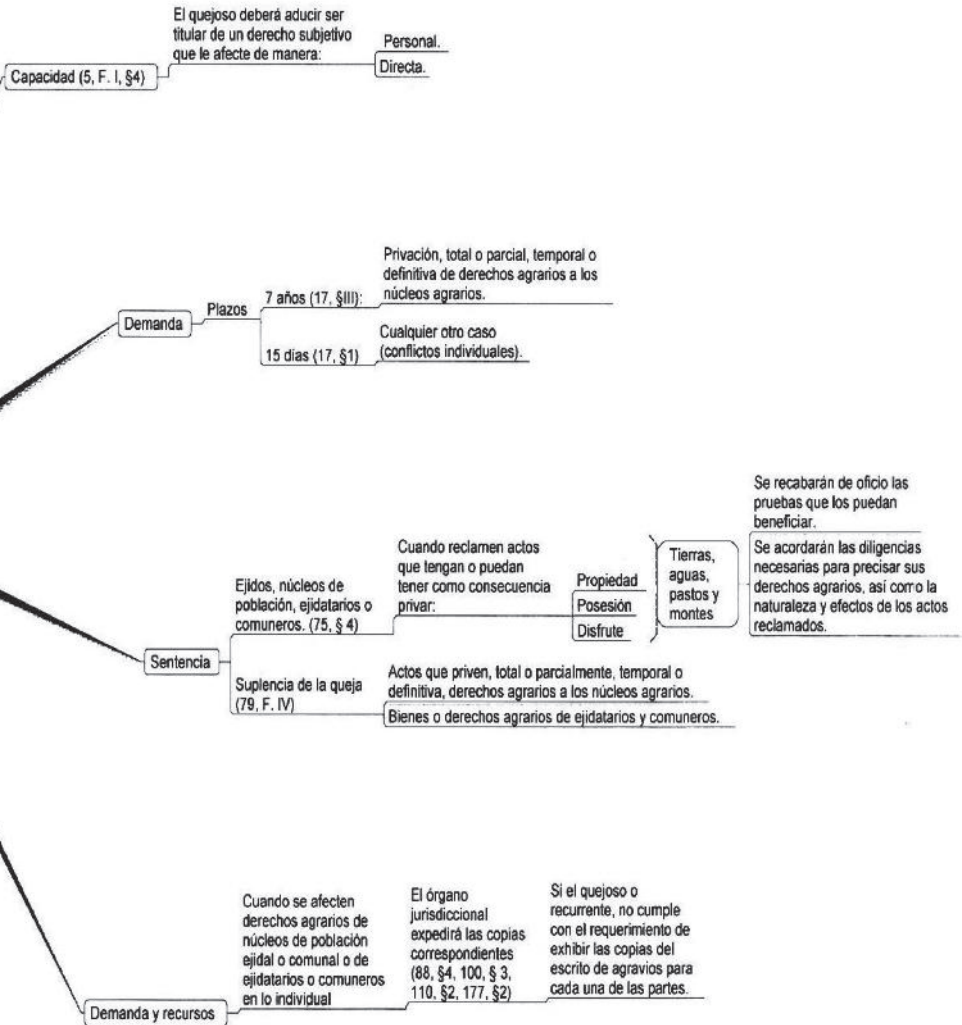 El quejoso deberá aducir ser
titular de un derecho subjetivo
que le afecte de manera:
Personal.
Directa.
Capacidad (5, F. I, §4)
Privación, total o parcial, temporal o
definitiva de derechos agrarios a los
núcleos agrarios.
7 años (17, §III):
Plazos
Demanda
Cualquier otro caso
(conflictos individuales).
15 días (17, §1)
Se recabarán de oficio las
pruebas que los puedan
beneficiar.
Cuando reclamen actos
que tengan o puedan
tener como consecuencia
privar:
Propiedad
Posesión
Disfrute
Tierras,
aguas,
pastos y
montes
Se acordarán las diligencias
necesarias para precisar sus
derechos agrarios, así como la
naturaleza y efectos de los actos
reclamados.
Ejidos, núcleos de
población, ejidatarios o
comuneros. (75, § 4)
Sentencia
Suplencia de la queja
(79, F. IV)
Actos que priven, total o parcialmente, temporal o
definitiva, derechos agrarios a los núcleos agrarios.
Bienes o derechos agrarios de ejidatarios y comuneros.
Cuando se afecten
derechos agrarios de
núcleos de población
ejidal o comunal o de
ejidatarios o comuneros
en lo individual
El órgano
jurisdiccional
expedirá las copias
correspondientes
(88, §4, 100, § 3,
110, §2, 177, §2)
Si el quejoso o
recurrente, no cumple
con el requerimiento de
exhibir las copias del
escrito de agravios para
cada una de las partes.
Demanda y recursos